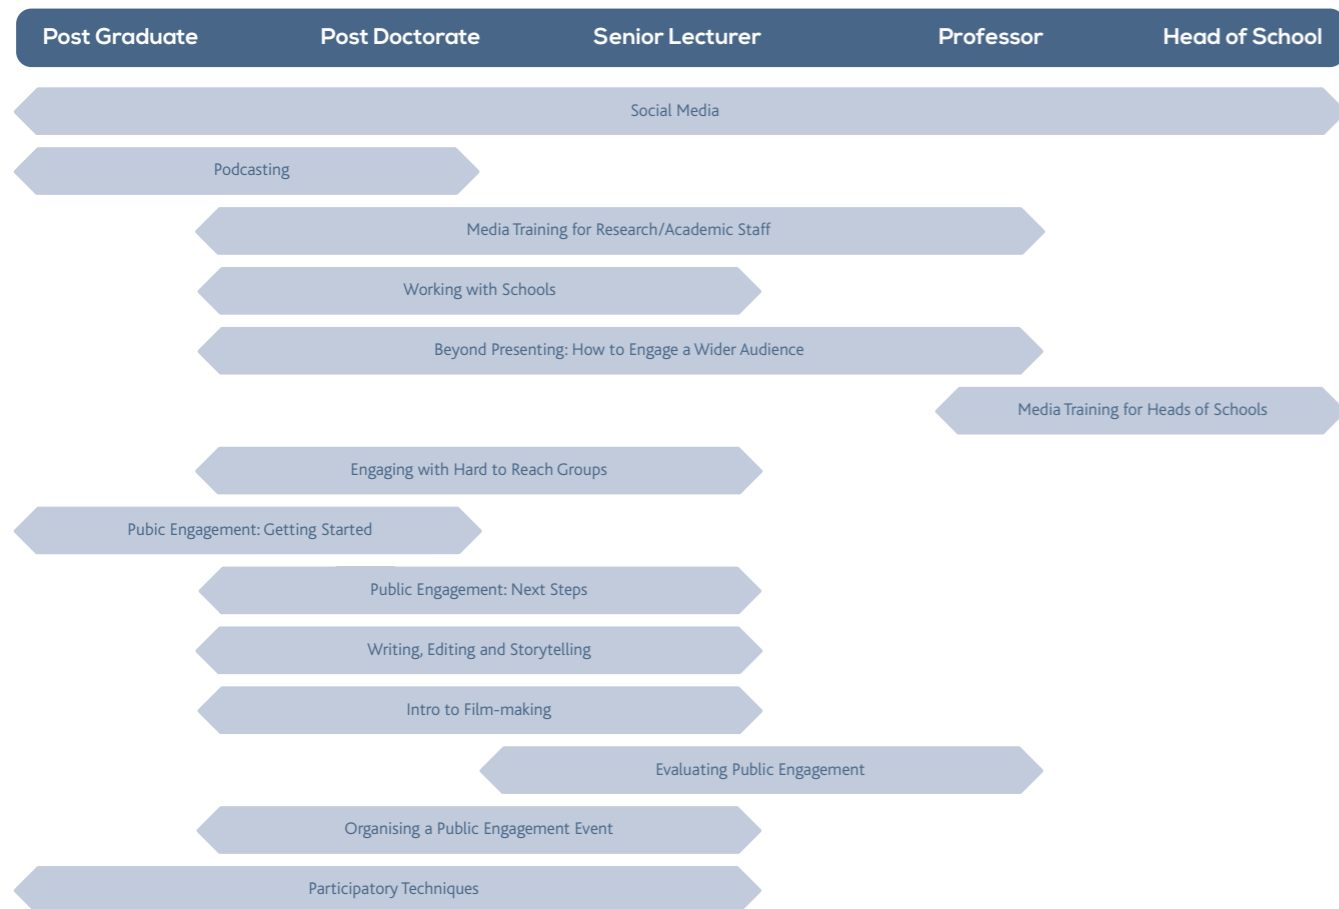 Post Graduate Post Doctorate Senior Lecturer Professor Head of School
Social Media
Podcasting
Media Training for Research/Academic Staff
Working with Schools
Beyond Presenting: How to Engage a Wider Audience
Media Training for Heads of Schools
Engaging with Hard to Reach Groups
Pubic Engagement: Getting Started
Public Engagement: Next Steps
Writing, Editing and Storytelling
Intro to Film-making
Evaluating Public Engagement
Organising a Public Engagement Event
Participatory Techniques